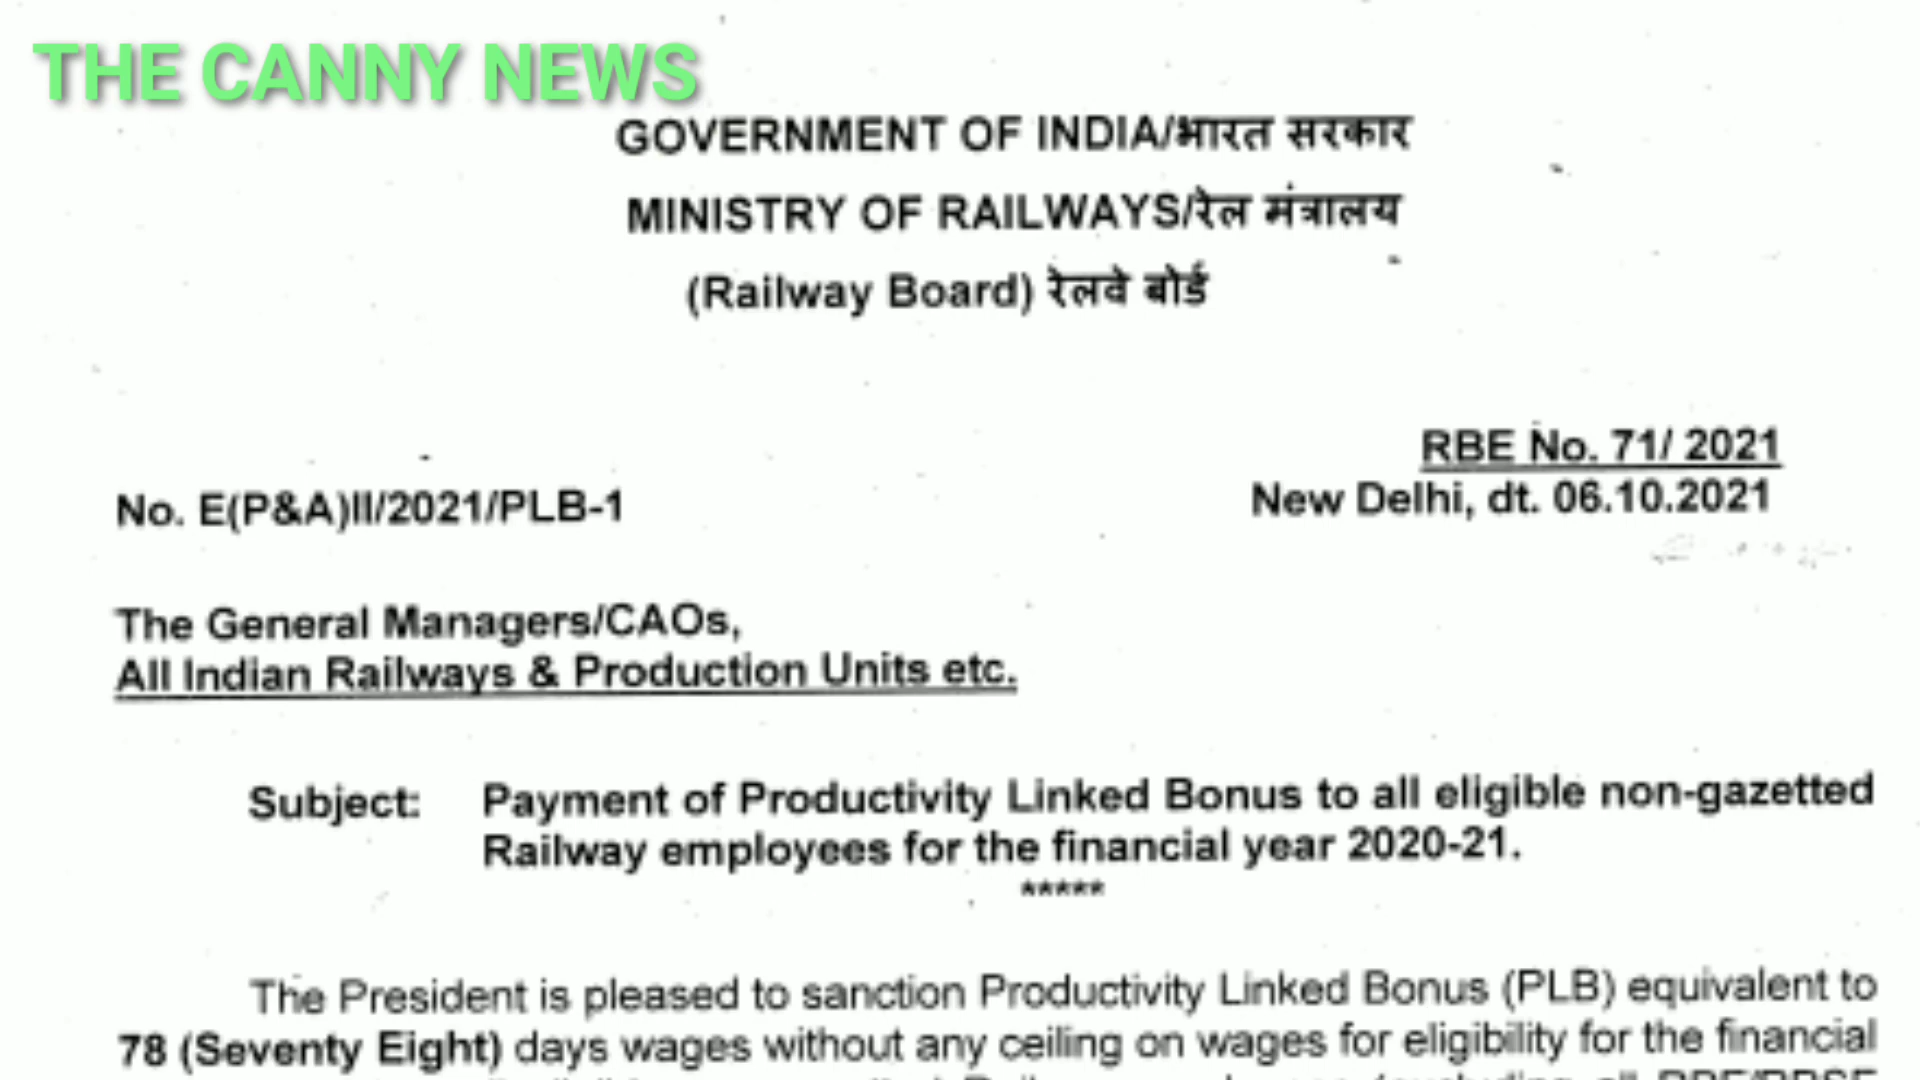 THE CANNY NEWS
GOVERNMENT OF INDIA/भारत सरकार
MINISTRY OF RAILWAYS/रेल मंत्रालय
(Railway Board) रेलवे बोर्ड
RBE No. 71/ 2021
No. E(P&A)II/2021/PLB-1
New Delhi, dt. 06.10.2021
The General Managers/CAOs,
All Indian Railways & Production Units etc.
Subject: Payment of Productivity Linked Bonus to all eligible non-gazetted
Railway employees for the financial year 2020-21.
*****
The President is pleased to sanction Productivity Linked Bonus (PLB) equivalent to
78 (Seventy Eight) days wages without any ceiling on wages for eligibility for the financial